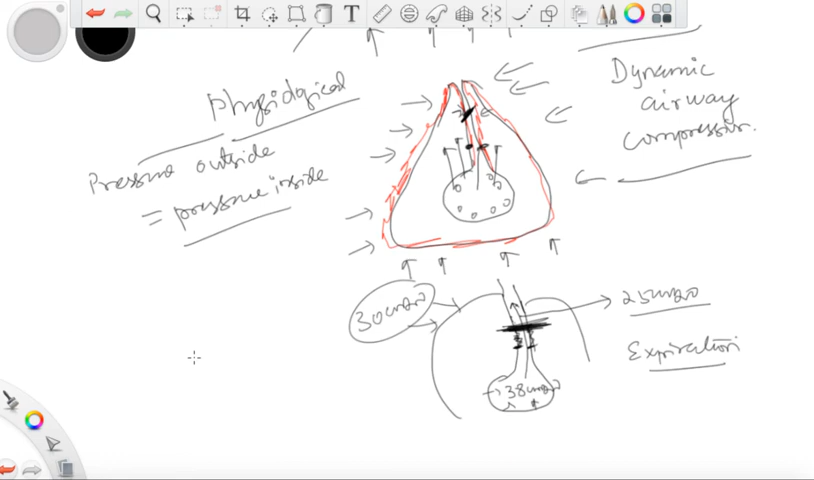 Physiological
Pressure outside
= pressure inside
Dynamic
airway
compression.
30cmH2O
25cmH2O
Expiration
38cmH2O
T